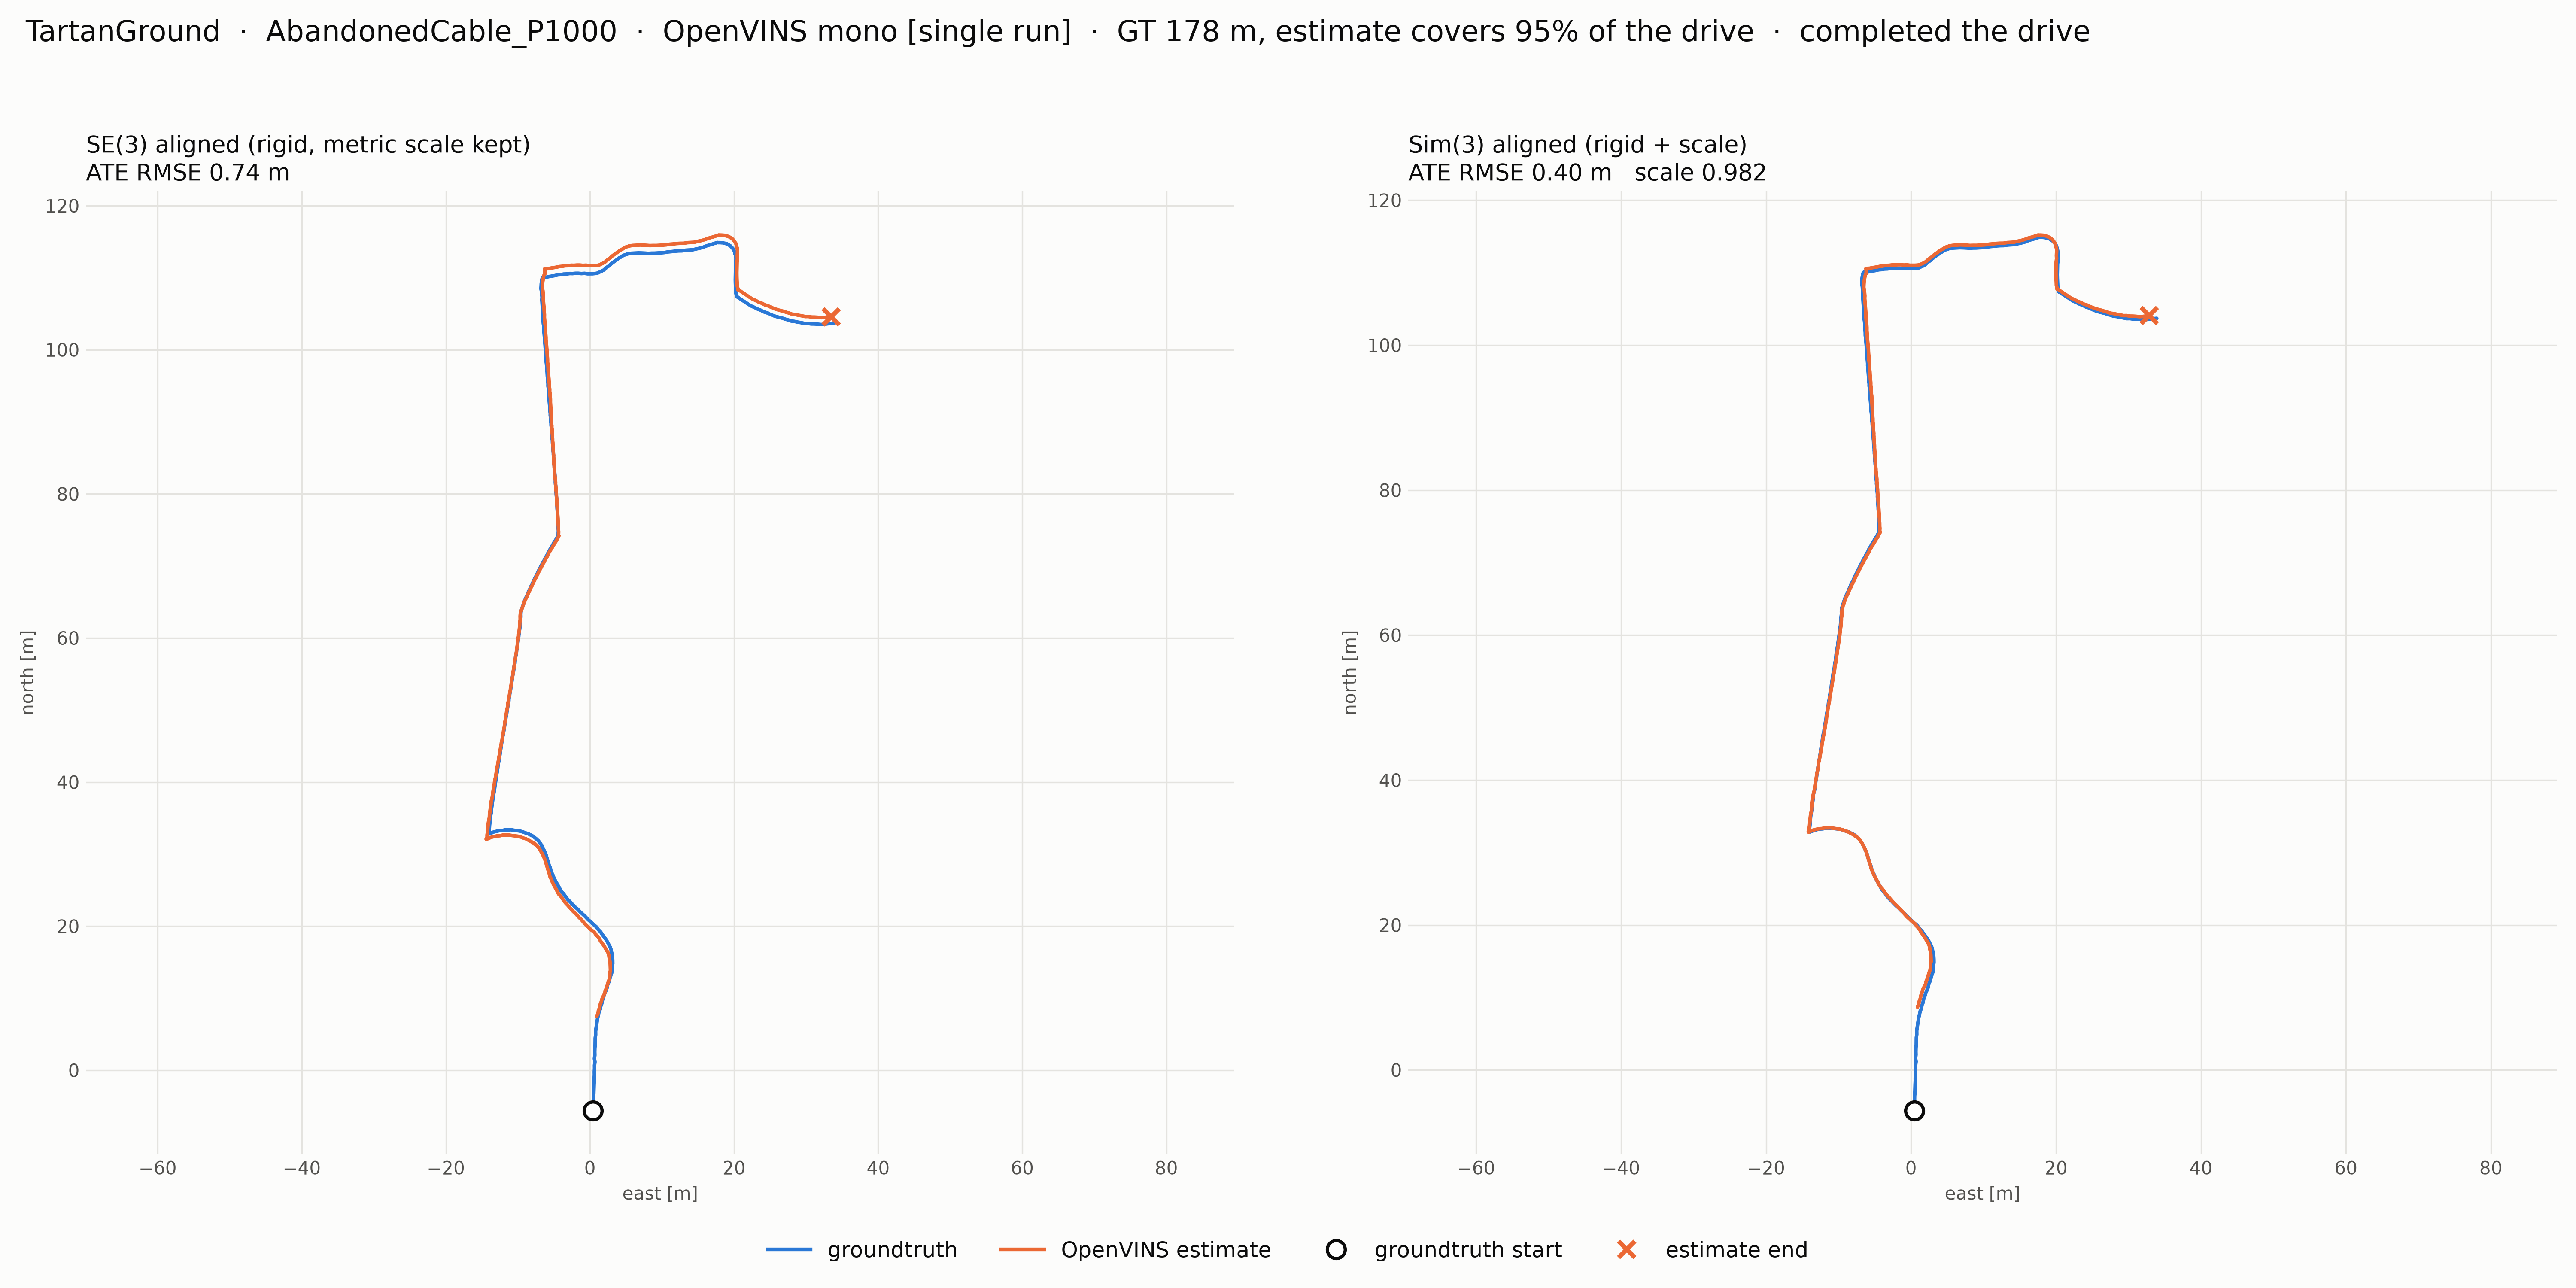 TartanGround · AbandonedCable_P1000 · OpenVINS mono [single run] · GT 178 m, estimate covers 95% of the drive · completed the drive
SE(3) aligned (rigid, metric scale kept)
ATE RMSE 0.74 m
120
100
80
60
40
20
0
north [m]
−60
−40
−20
0
20
40
60
80
east [m]
Sim(3) aligned (rigid + scale)
ATE RMSE 0.40 m   scale 0.982
120
100
80
60
40
20
0
north [m]
−60
−40
−20
0
20
40
60
80
east [m]
groundtruth
OpenVINS estimate
groundtruth start
estimate end